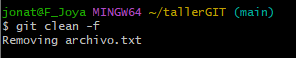 jonat@F_Joya MINGW64 ~/tallerGIT (main)
$ git clean -f
Removing archivo.txt